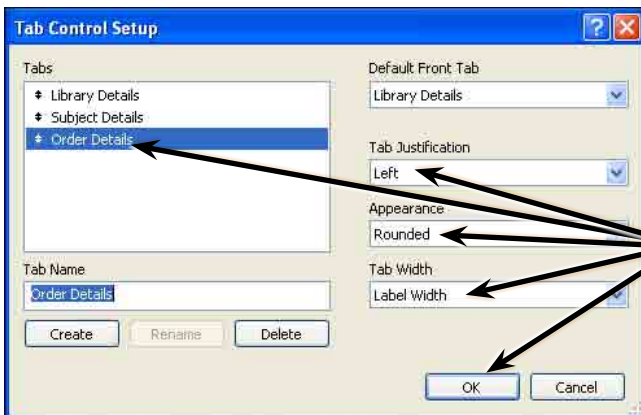 Tab Control Setup
Tabs
Library Details
Subject Details
Order Details
Tab Name
Order Details
Create
Rename
Delete
Default Front Tab
Library Details
Tab Justification
Left
Appearance
Rounded
Tab Width
Label Width
OK
Cancel